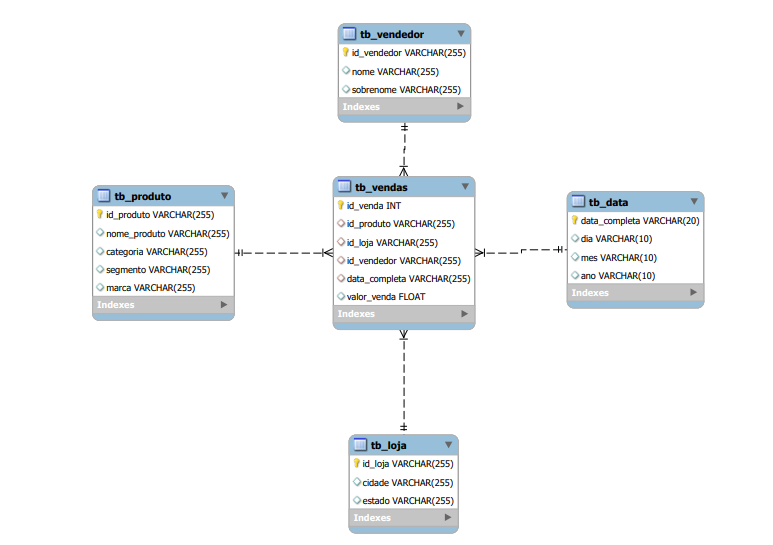 tb_vendedor
id_vendedor VARCHAR(255)
nome VARCHAR(255)
sobrenome VARCHAR(255)
Indexes
tb_produto
id_produto VARCHAR(255)
nome_produto VARCHAR(255)
categoria VARCHAR(255)
segmento VARCHAR(255)
marca VARCHAR(255)
Indexes
tb_vendas
id_venda INT
id_produto VARCHAR(255)
id_loja VARCHAR(255)
id_vendedor VARCHAR(255)
data_completa VARCHAR(255)
valor_venda FLOAT
Indexes
tb_data
data_completa VARCHAR(20)
dia VARCHAR(10)
mes VARCHAR(10)
ano VARCHAR(10)
Indexes
tb_loja
id_loja VARCHAR(255)
cidade VARCHAR(255)
estado VARCHAR(255)
Indexes